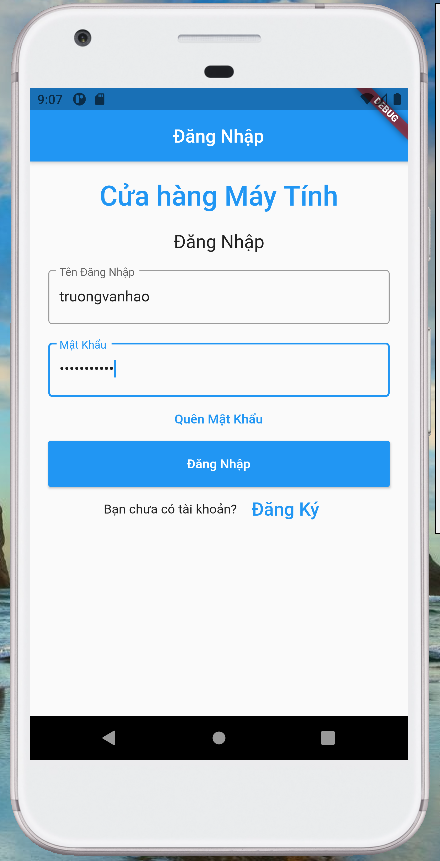 9:07
DEBUG
Đăng Nhập
Cửa hàng Máy Tính
Đăng Nhập
Tên Đăng Nhập
truongvanhao
Mật Khẩu
•••••••••••
Quên Mật Khẩu
Đăng Nhập
Bạn chưa có tài khoản? Đăng Ký